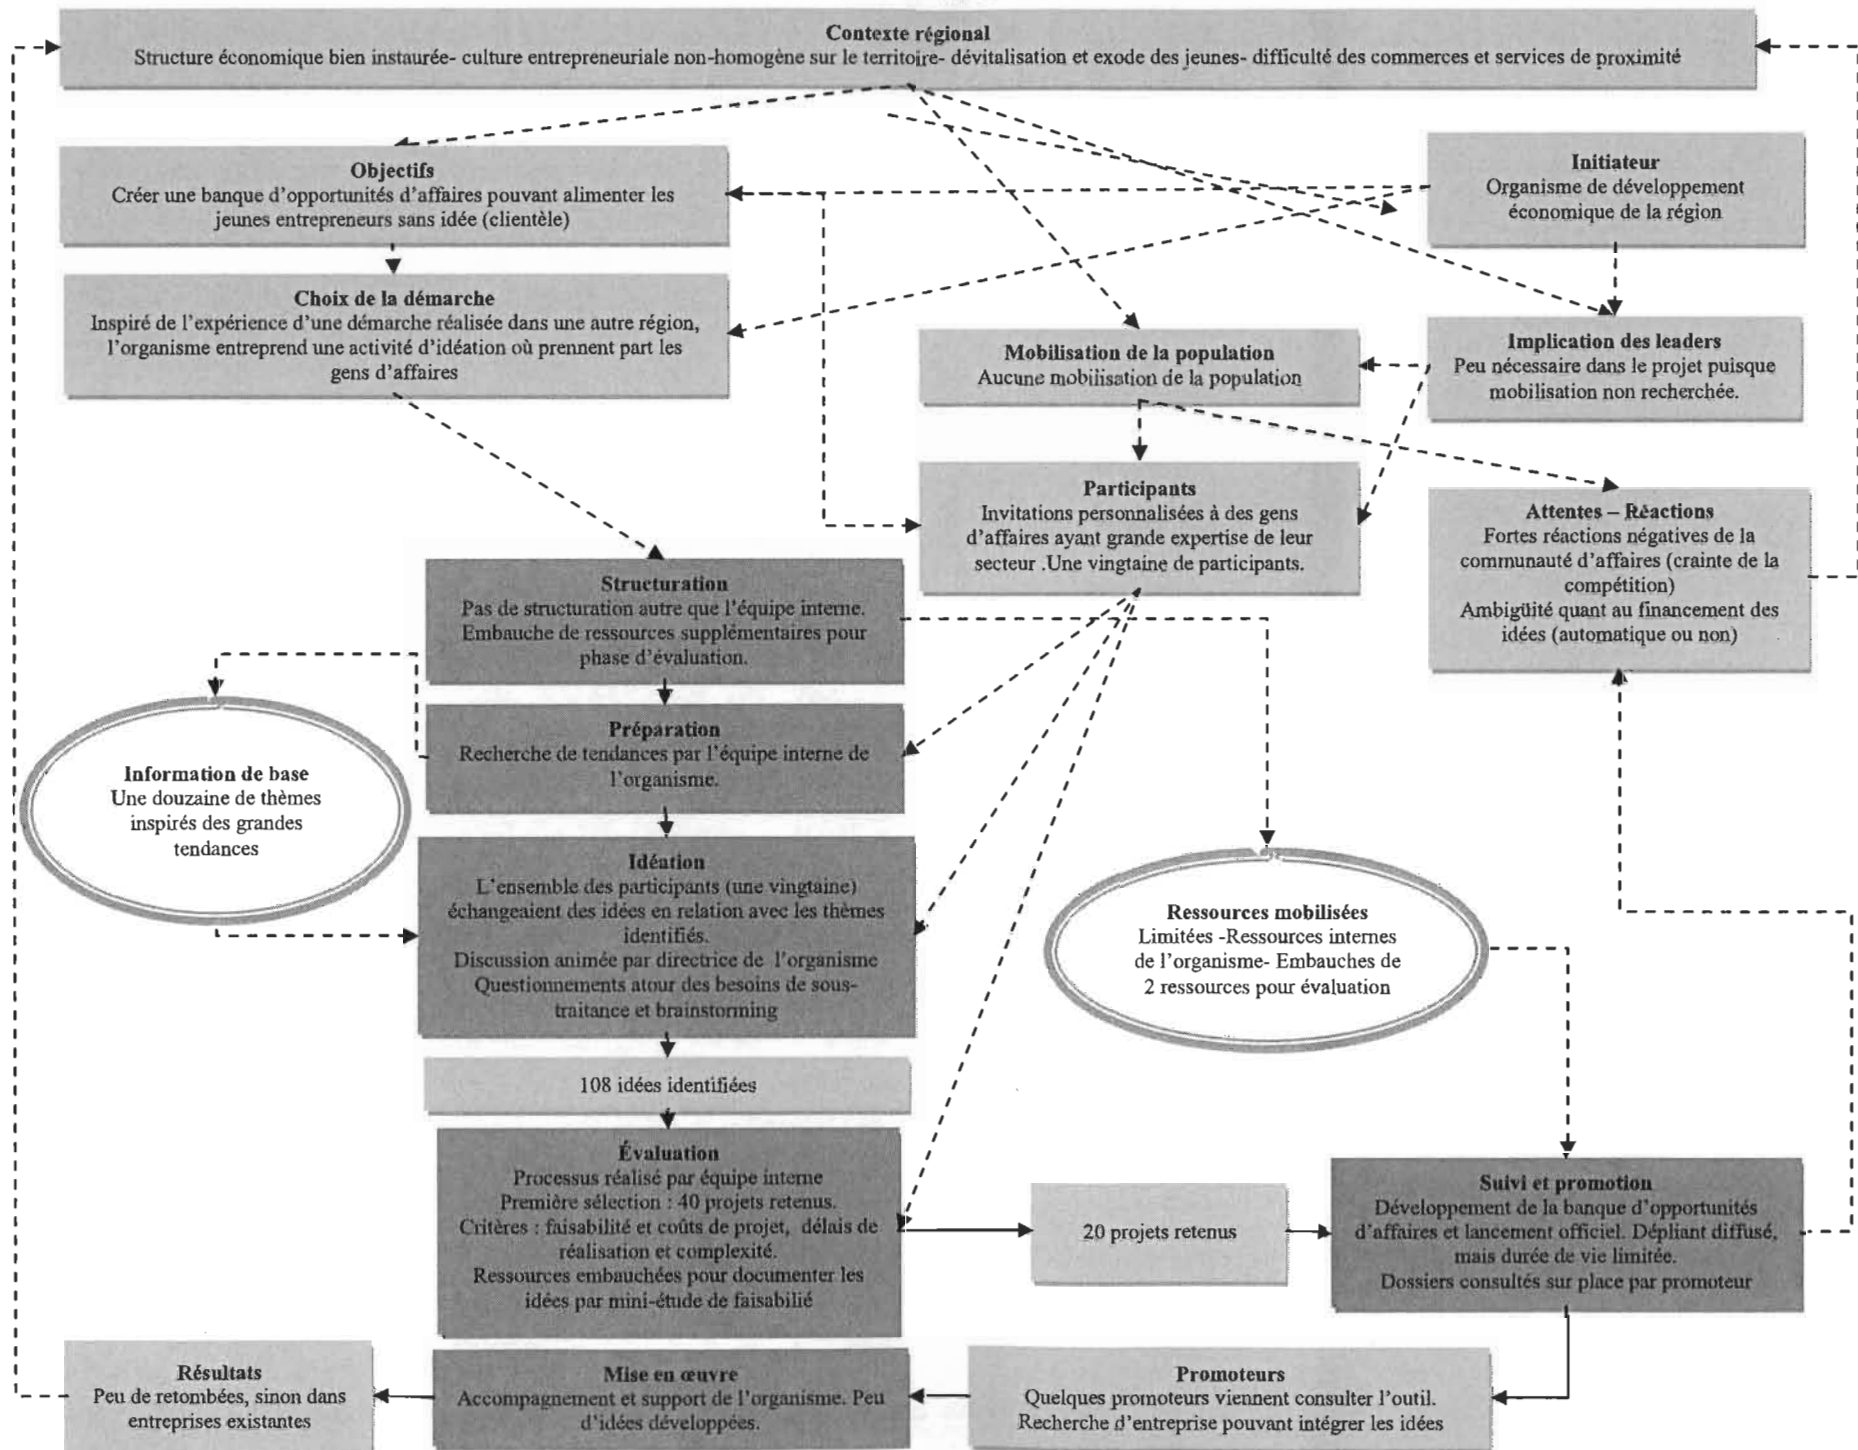 Contexte régional
Structure économique bien instaurée- culture entrepreneuriale non-homogène sur le territoire- dévitalisation et exode des jeunes- difficulté des commerces et services de proximité
Objectifs
Créer une banque d'opportunités d'affaires pouvant alimenter les
jeunes entrepreneurs sans idée (clientèle)
Initiateur
Organisme de développement
économique de la région
Choix de la démarche
Inspiré de l'expérience d'une démarche réalisée dans une autre région,
l'organisme entreprend une activité d'idéation où prennent part les
gens d'affaires
Mobilisation de la population
Aucune mobilisation de la population
Implication des leaders
Peu nécessaire dans le projet puisque
mobilisation non recherchée.
Participants
Invitations personnalisées à des gens
d'affaires ayant grande expertise de leur
secteur .Une vingtaine de participants.
Attentes – Réactions
Fortes réactions négatives de la
communauté d'affaires (crainte de la
compétition)
Ambigüité quant au financement des
idées (automatique ou non)
Structuration
Pas de structuration autre que l'équipe interne.
Embauche de ressources supplémentaires pour
phase d'évaluation.
Préparation
Recherche de tendances par l'équipe interne de
l'organisme.
Information de base
Une douzaine de thèmes
inspirés des grandes
tendances
Idéation
L'ensemble des participants (une vingtaine)
échangeaient des idées en relation avec les thèmes
identifiés.
Discussion animée par directrice de l'organisme
Questionnements atour des besoins de sous-
traitance et brainstorming
Ressources mobilisées
Limitées -Ressources internes
de l'organisme- Embauches de
2 ressources pour évaluation
108 idées identifiées
Évaluation
Processus réalisé par équipe interne
Première sélection : 40 projets retenus.
Critères : faisabilité et coûts de projet, délais de
réalisation et complexité.
Ressources embauchées pour documenter les
idées par mini-étude de faisabilié
20 projets retenus
Suivi et promotion
Développement de la banque d'opportunités
d'affaires et lancement officiel. Dépliant diffusé,
mais durée de vie limitée.
Dossiers consultés sur place par promoteur
Résultats
Peu de retombées, sinon dans
entreprises existantes
Mise en œuvre
Accompagnement et support de l'organisme. Peu
d'idées développées.
Promoteurs
Quelques promoteurs viennent consulter l'outil.
Recherche d'entreprise pouvant intégrer les idées